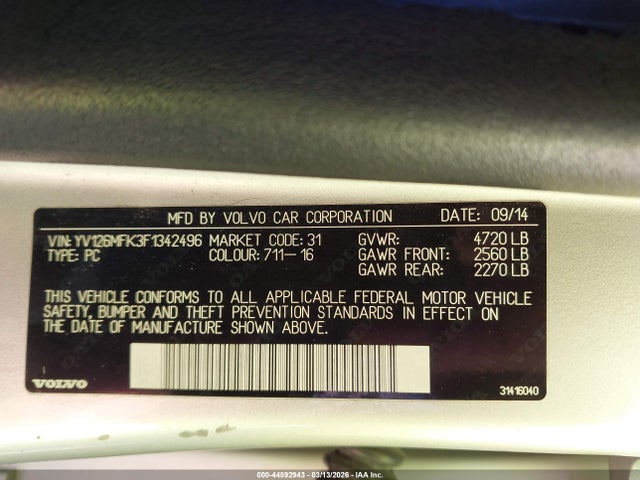 MFD BY VOLVO CAR CORPORATION DATE: 09/14
VIN: YV126MFK3F1342496 MARKET CODE: 31 GVWR: 4720 LB
TYPE: PC COLOUR: 711-16 GAWR FRONT: 2560 LB
GAWR REAR: 2270 LB
THIS VEHICLE CONFORMS TO ALL APPLICABLE FEDERAL MOTOR VEHICLE
SAFETY, BUMPER AND THEFT PREVENTION STANDARDS IN EFFECT ON
THE DATE OF MANUFACTURE SHOWN ABOVE.
VOLVO 31416040
000-44592943 - 03/13/2026 - IAA Inc.